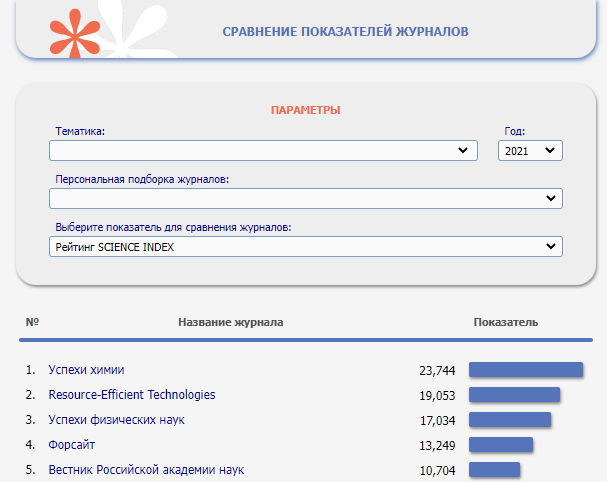 СРАВНЕНИЕ ПОКАЗАТЕЛЕЙ ЖУРНАЛОВ
ПАРАМЕТРЫ
Тематика: Год:
2021
Персональная подборка журналов:
Выберите показатель для сравнения журналов:
Рейтинг SCIENCE INDEX
№ Название журнала Показатель
1. Успехи химии 23,744
2. Resource-Efficient Technologies 19,053
3. Успехи физических наук 17,034
4. Форсайт 13,249
5. Вестник Российской академии наук 10,704